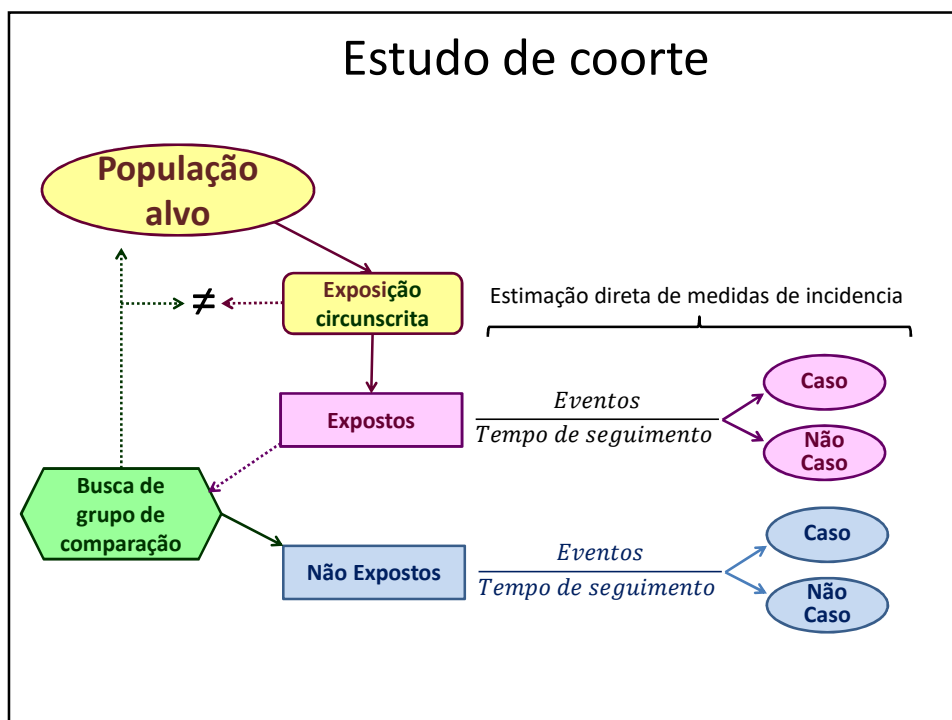 Estudo de coorte
População
alvo
≠
Exposição
circunscrita
Estimação direta de medidas de incidencia
Expostos
Eventos
Tempo de seguimento
Caso
Não
Caso
Busca de
grupo de
comparação
Não Expostos
Eventos
Tempo de seguimento
Caso
Não
Caso